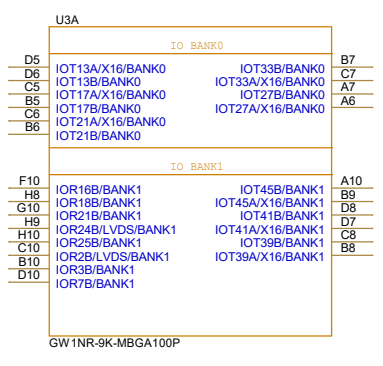 U3A
IO BANK0
D5 IOT13A/X16/BANK0 IOT33B/BANK0 B7
D6 IOT13B/BANK0 IOT33A/X16/BANK0 C7
C5 IOT17A/X16/BANK0 IOT27B/BANK0 A7
B5 IOT17B/BANK0 IOT27A/X16/BANK0 A6
C6 IOT21A/X16/BANK0
B6 IOT21B/BANK0
IO BANK1
F10 IOR16B/BANK1 IOT45B/BANK1 A10
H8 IOR18B/BANK1 IOT45A/X16/BANK1 B9
G10 IOR21B/BANK1 IOT41B/BANK1 D8
H9 IOR24B/LVDS/BANK1 IOT41A/X16/BANK1 D7
H10 IOR25B/BANK1 IOT39B/BANK1 C8
C10 IOR2B/LVDS/BANK1 IOT39A/X16/BANK1 B8
B10 IOR3B/BANK1
D10 IOR7B/BANK1
GW1NR-9K-MBGA100P